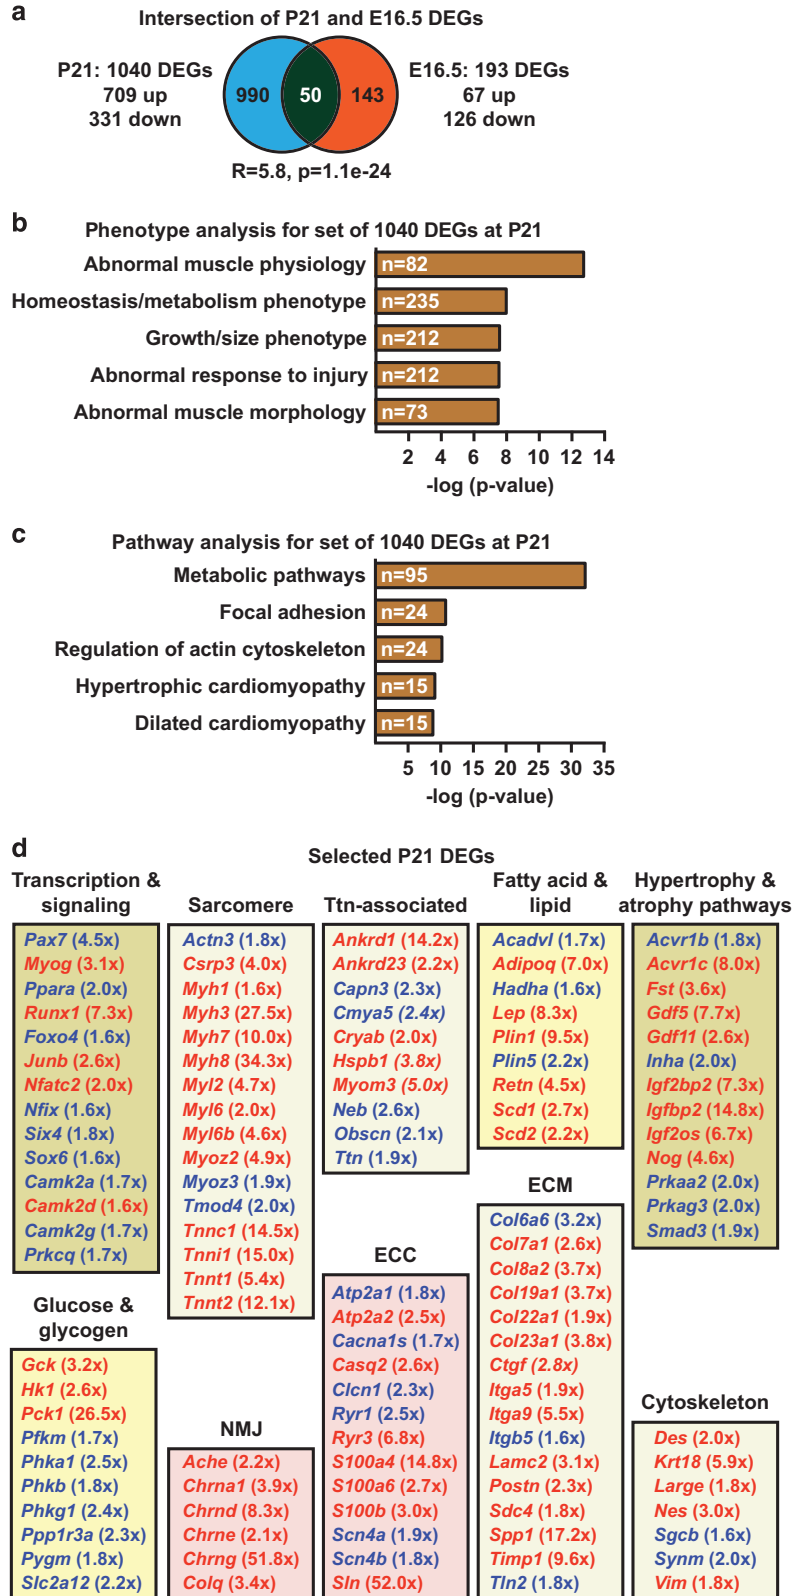 a
Intersection of P21 and E16.5 DEGs
P21: 1040 DEGs
709 up
331 down
990
50
143
E16.5: 193 DEGs
67 up
126 down
R=5.8, p=1.1e-24
b
Phenotype analysis for set of 1040 DEGs at P21
Abnormal muscle physiology n=82
Homeostasis/metabolism phenotype n=235
Growth/size phenotype n=212
Abnormal response to injury n=212
Abnormal muscle morphology n=73
2 4 6 8 10 12 14
-log (p-value)
c
Pathway analysis for set of 1040 DEGs at P21
Metabolic pathways n=95
Focal adhesion n=24
Regulation of actin cytoskeleton n=24
Hypertrophic cardiomyopathy n=15
Dilated cardiomyopathy n=15
5 10 15 20 25 30 35
-log (p-value)
d
Selected P21 DEGs
Transcription &
signaling
Pax7 (4.5x)
Myog (3.1x)
Ppara (2.0x)
Runx1 (7.3x)
Foxo4 (1.6x)
Junb (2.6x)
Nfatc2 (2.0x)
Nfix (1.6x)
Six4 (1.8x)
Sox6 (1.6x)
Camk2a (1.7x)
Camk2d (1.6x)
Camk2g (1.7x)
Prkcq (1.7x)
Glucose &
glycogen
Gck (3.2x)
Hk1 (2.6x)
Pck1 (26.5x)
Pfkm (1.7x)
Phka1 (2.5x)
Phkb (1.8x)
Phkg1 (2.4x)
Ppp1r3a (2.3x)
Pygm (1.8x)
Slc2a12 (2.2x)
Sarcomere
Actn3 (1.8x)
Csrp3 (4.0x)
Myh1 (1.6x)
Myh3 (27.5x)
Myh7 (10.0x)
Myh8 (34.3x)
Myl2 (4.7x)
Myl6 (2.0x)
Myl6b (4.6x)
Myoz2 (4.9x)
Myoz3 (1.9x)
Tmod4 (2.0x)
Tnnc1 (14.5x)
Tnni1 (15.0x)
Tnnt1 (5.4x)
Tnnt2 (12.1x)
NMJ
Ache (2.2x)
Chrna1 (3.9x)
Chrnd (8.3x)
Chrne (2.1x)
Chrng (51.8x)
Colq (3.4x)
Ttn-associated
Ankrd1 (14.2x)
Ankrd23 (2.2x)
Capn3 (2.3x)
Cmya5 (2.4x)
Cryab (2.0x)
Hspb1 (3.8x)
Myom3 (5.0x)
Neb (2.6x)
Obscn (2.1x)
Ttn (1.9x)
ECC
Atp2a1 (1.8x)
Atp2a2 (2.5x)
Cacna1s (1.7x)
Casq2 (2.6x)
Clcn1 (2.3x)
Ryr1 (2.5x)
Ryr3 (6.8x)
S100a4 (14.8x)
S100a6 (2.7x)
S100b (3.0x)
Scn4a (1.9x)
Scn4b (1.8x)
Sln (52.0x)
Fatty acid &
lipid
Acadvl (1.7x)
Adipoq (7.0x)
Hadha (1.6x)
Lep (8.3x)
Plin1 (9.5x)
Plin5 (2.2x)
Retn (4.5x)
Scd1 (2.7x)
Scd2 (2.2x)
ECM
Col6a6 (3.2x)
Col7a1 (2.6x)
Col8a2 (3.7x)
Col19a1 (3.7x)
Col22a1 (1.9x)
Col23a1 (3.8x)
Ctgf (2.8x)
Itga5 (1.9x)
Itga9 (5.5x)
Itgb5 (1.6x)
Lamc2 (3.1x)
Postn (2.3x)
Sdc4 (1.8x)
Spp1 (17.2x)
Timp1 (9.6x)
Tln2 (1.8x)
Hypertrophy &
atrophy pathways
Acvr1b (1.8x)
Acvr1c (8.0x)
Fst (3.6x)
Gdf5 (7.7x)
Gdf11 (2.6x)
Inha (2.0x)
Igf2bp2 (7.3x)
Igfbp2 (14.8x)
Igf2os (6.7x)
Nog (4.6x)
Prkaa2 (2.0x)
Prkag3 (2.0x)
Smad3 (1.9x)
Cytoskeleton
Des (2.0x)
Krt18 (5.9x)
Large (1.8x)
Nes (3.0x)
Sgcb (1.6x)
Synm (2.0x)
Vim (1.8x)